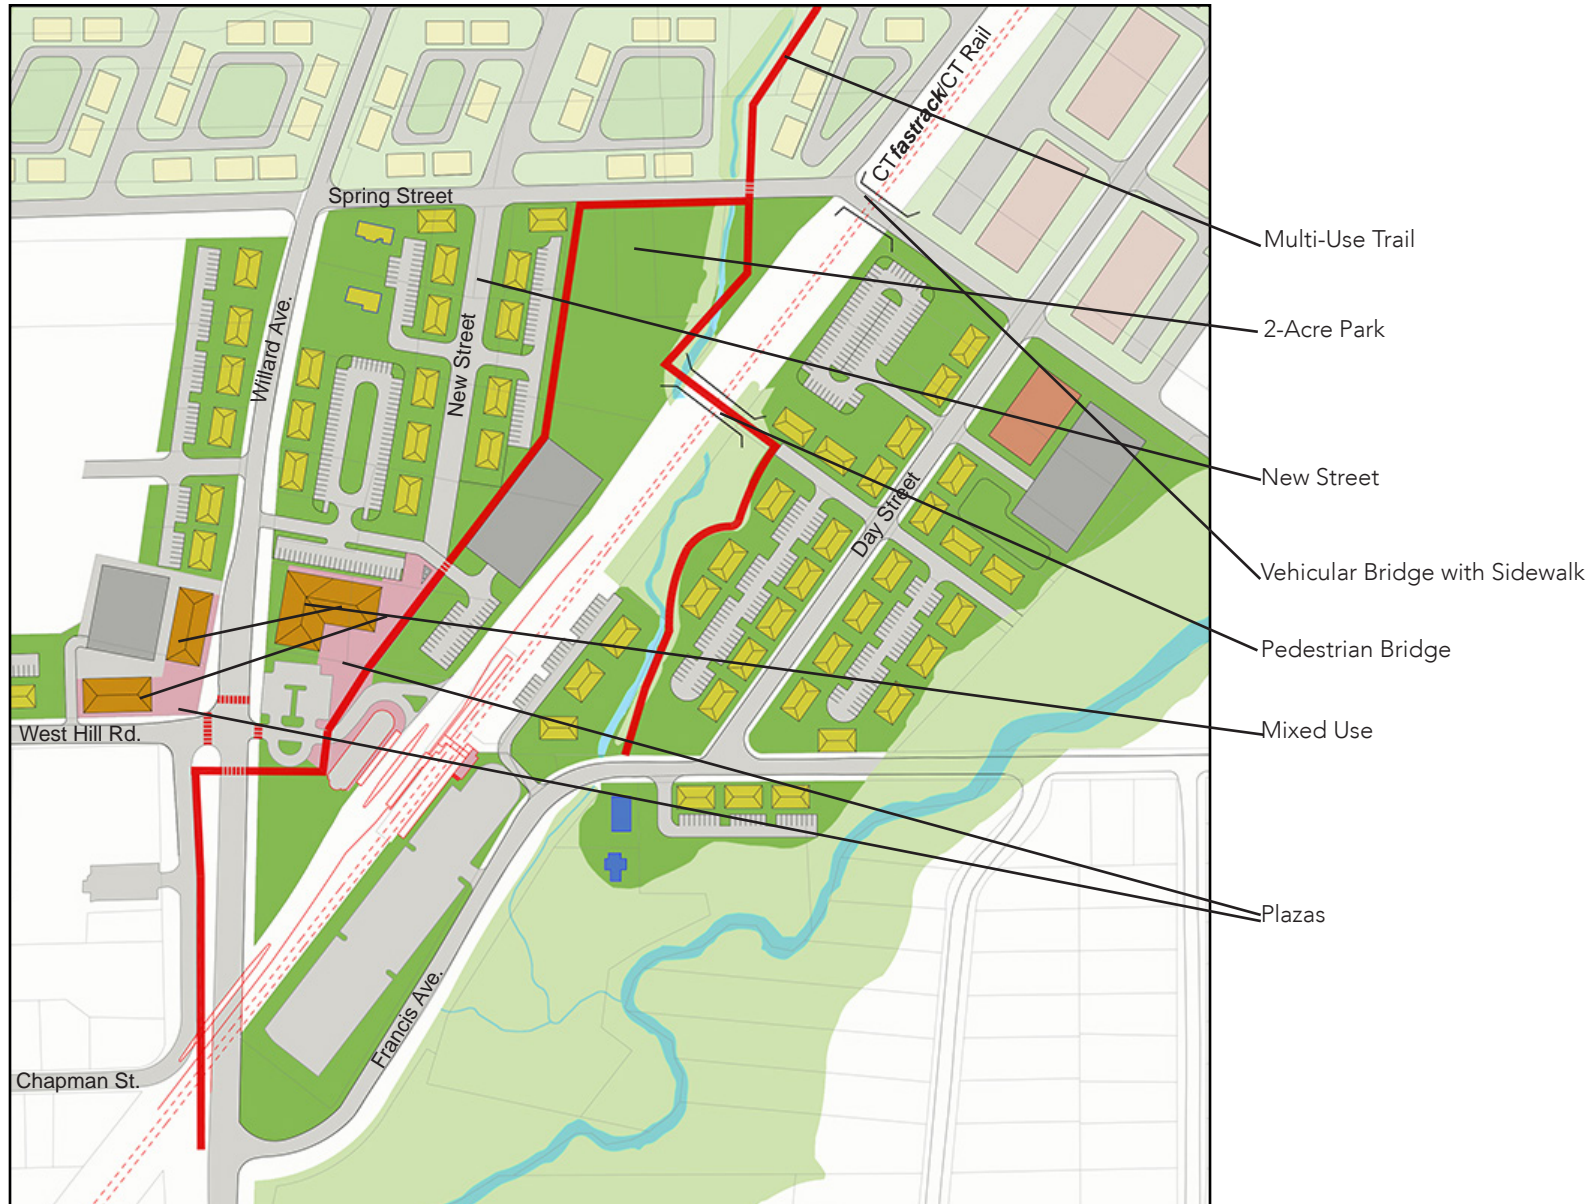 CTfastrack/CT Rail
Spring Street
Multi-Use Trail
Willard Ave.
2-Acre Park
New Street
New Street
Day Street
Vehicular Bridge with Sidewalk
Pedestrian Bridge
West Hill Rd.
Mixed Use
Plazas
Francis Ave.
Chapman St.